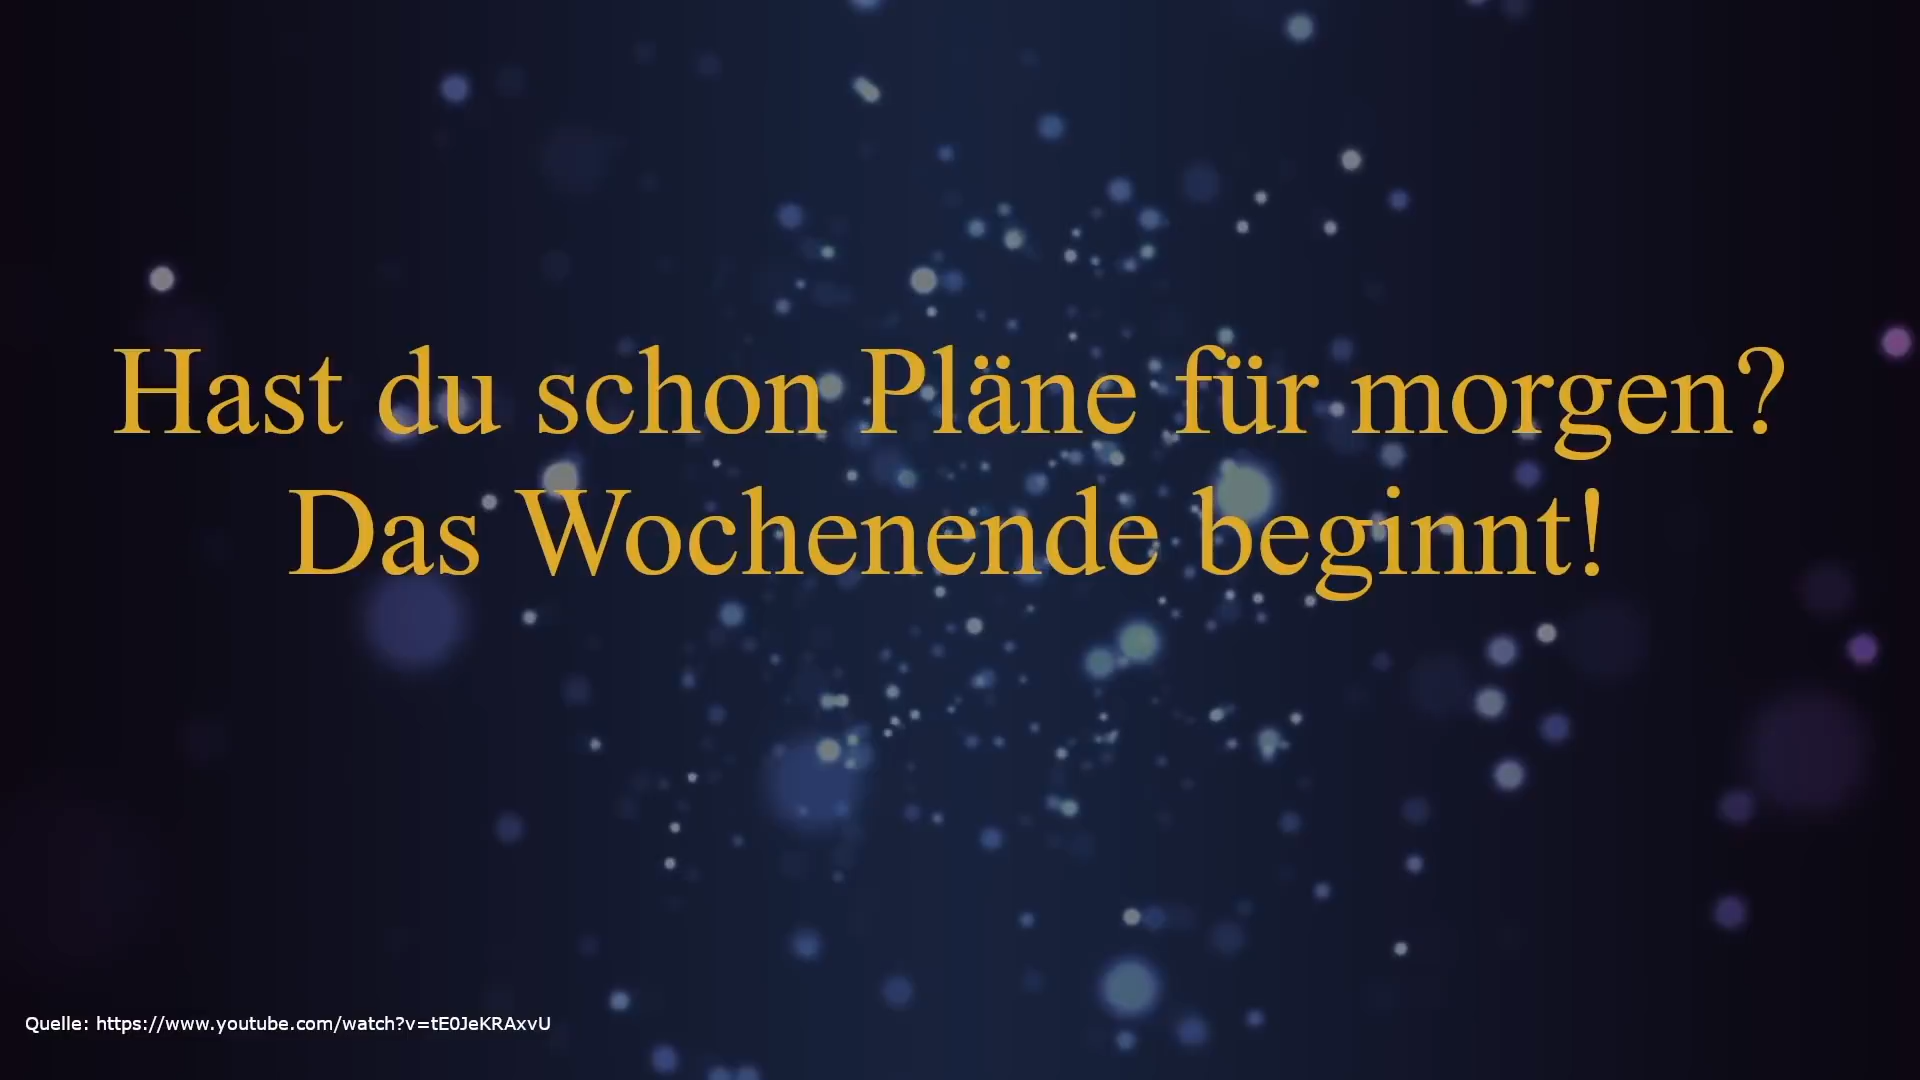 Hast du schon Pläne für morgen?
Das Wochenende beginnt!
Quelle: https://www.youtube.com/watch?v=tE0JeKRAxvU